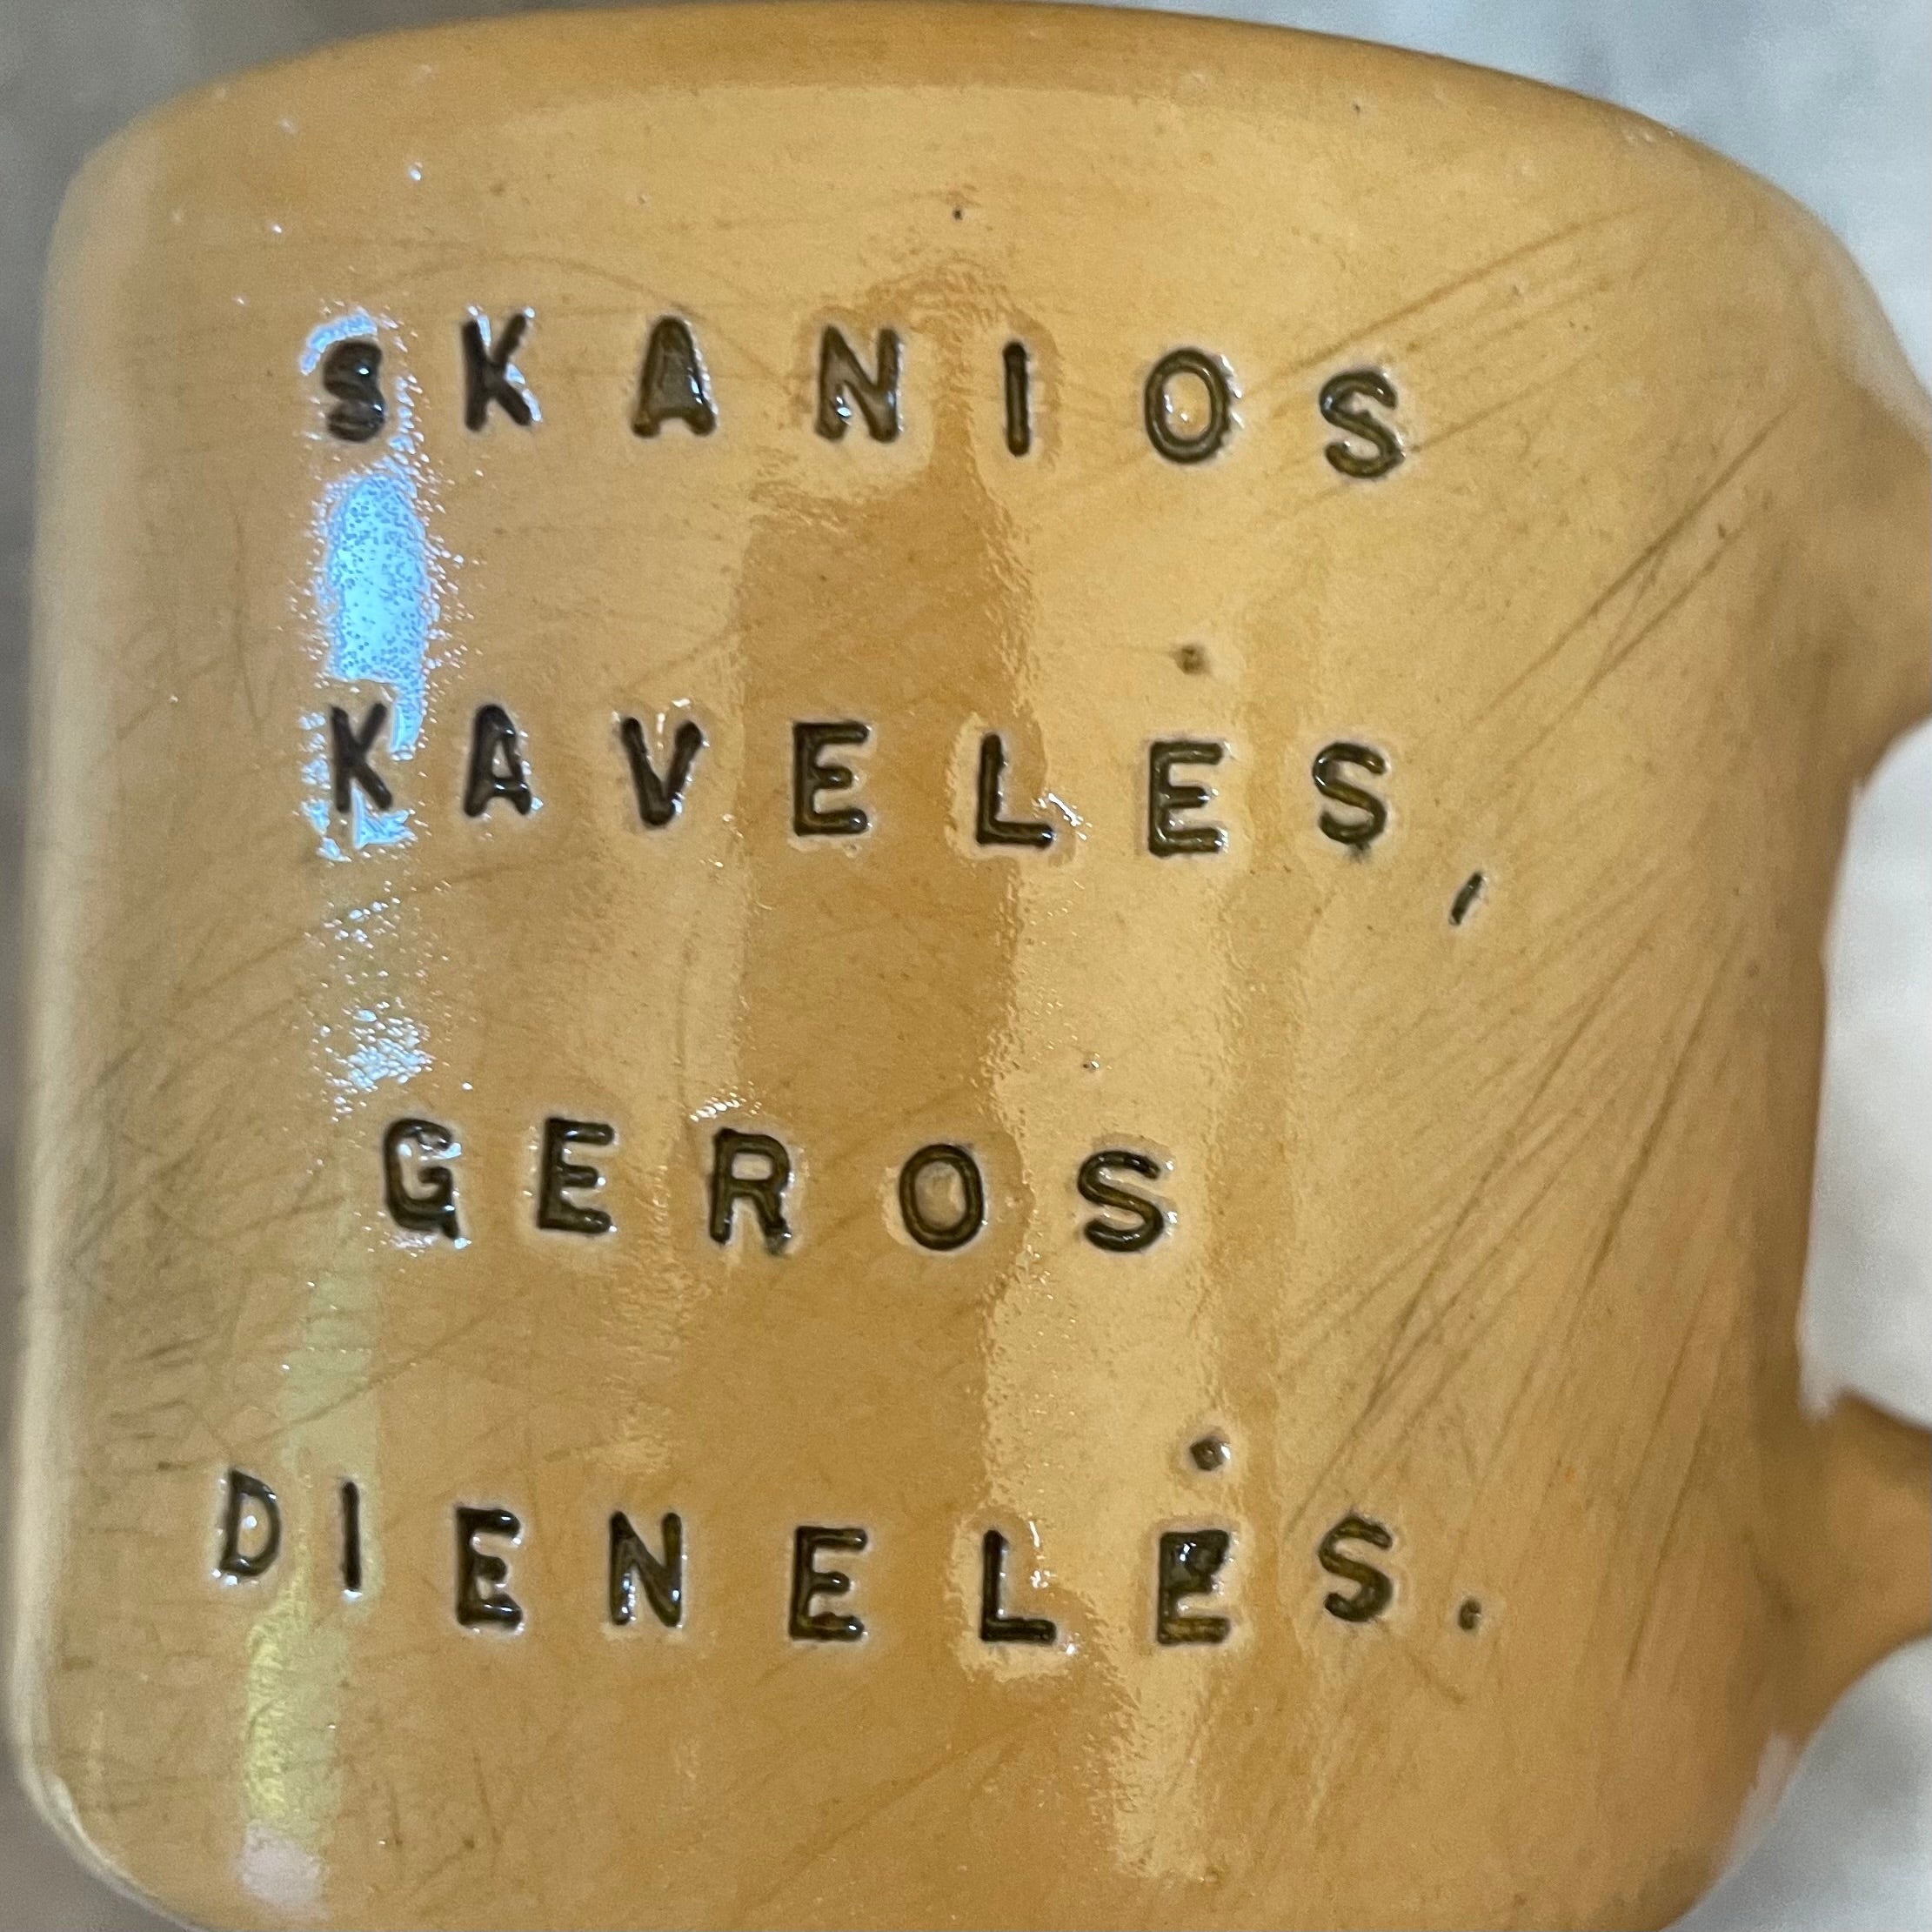 SKANIOS
KAVELĖS,
GEROS
DIENELĖS.